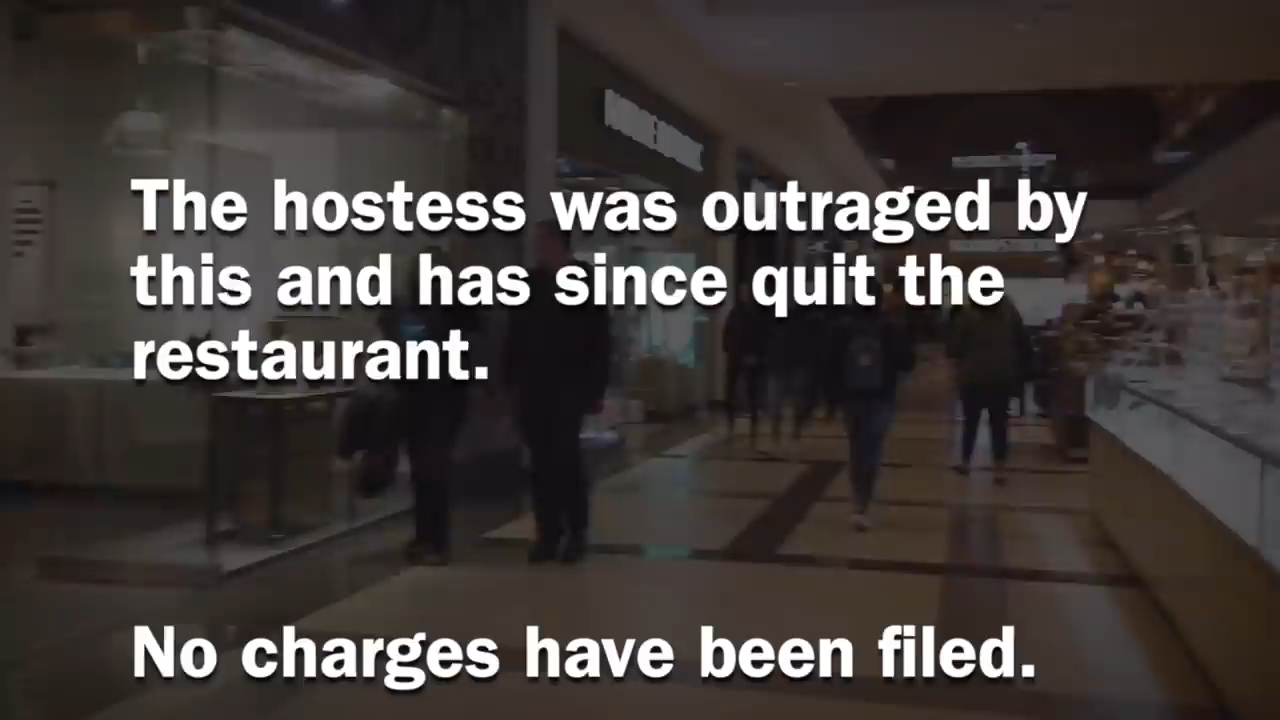 The hostess was outraged by
this and has since quit the
restaurant.
No charges have been filed.